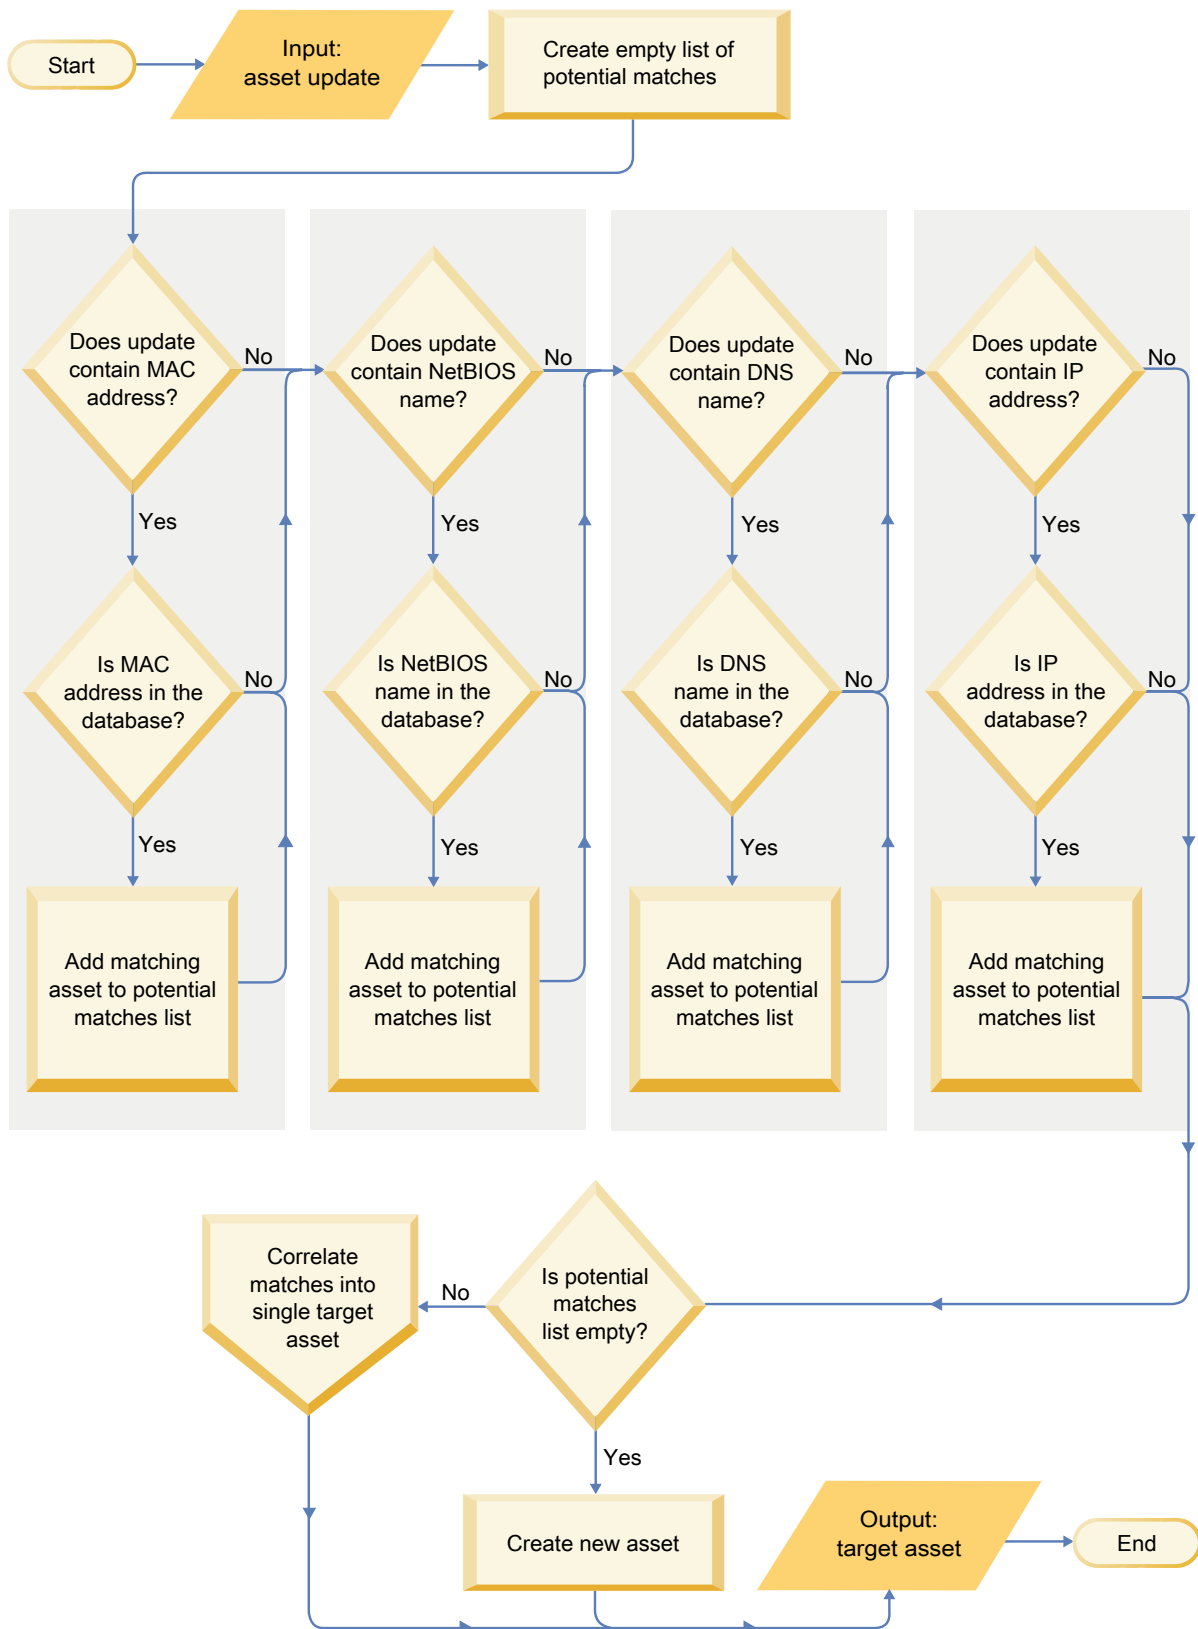 Start
Input:
asset update
Create empty list of
potential matches
Does update
contain MAC
address?
No
Yes
Is MAC
address in the
database?
No
Yes
Add matching
asset to potential
matches list
Does update
contain NetBIOS
name?
No
Yes
Is NetBIOS
name in the
database?
No
Yes
Add matching
asset to potential
matches list
Does update
contain DNS
name?
No
Yes
Is DNS
name in the
database?
No
Yes
Add matching
asset to potential
matches list
Does update
contain IP
address?
No
Yes
Is IP
address in the
database?
No
Yes
Add matching
asset to potential
matches list
Is potential
matches
list empty?
No
Correlate
matches into
single target
asset
Yes
Create new asset
Output:
target asset
End